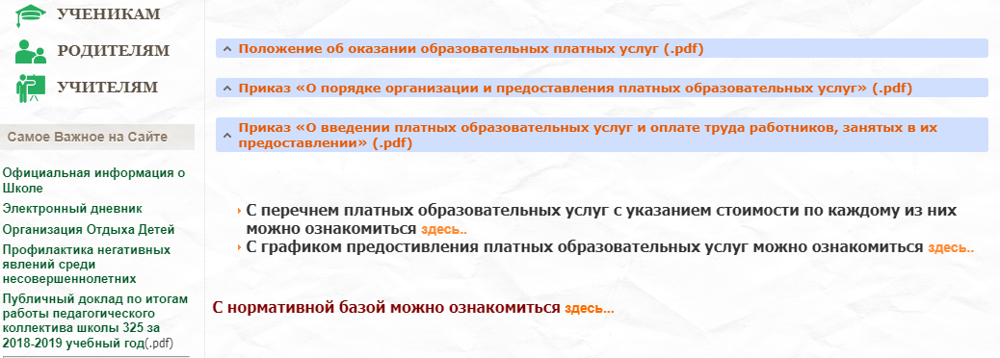 УЧЕНИКАМ
РОДИТЕЛЯМ
УЧИТЕЛЯМ
Самое Важное на Сайте
Официальная информация о
Школе
Электронный дневник
Организация Отдыха Детей
Профилактика негативных
явлений среди
несовершеннолетних
Публичный доклад по итогам
работы педагогического
коллектива школы 325 за
2018-2019 учебный год(.pdf)
Положение об оказании образовательных платных услуг (.pdf)
Приказ «О порядке организации и предоставления платных образовательных услуг» (.pdf)
Приказ «О введении платных образовательных услуг и оплате труда работников, занятых в их
предоставлении» (.pdf)
С перечнем платных образовательных услуг с указанием стоимости по каждому из них
можно ознакомиться здесь..
С графиком предостивления платных образовательных услуг можно ознакомиться здесь..
С нормативной базой можно ознакомиться здесь...